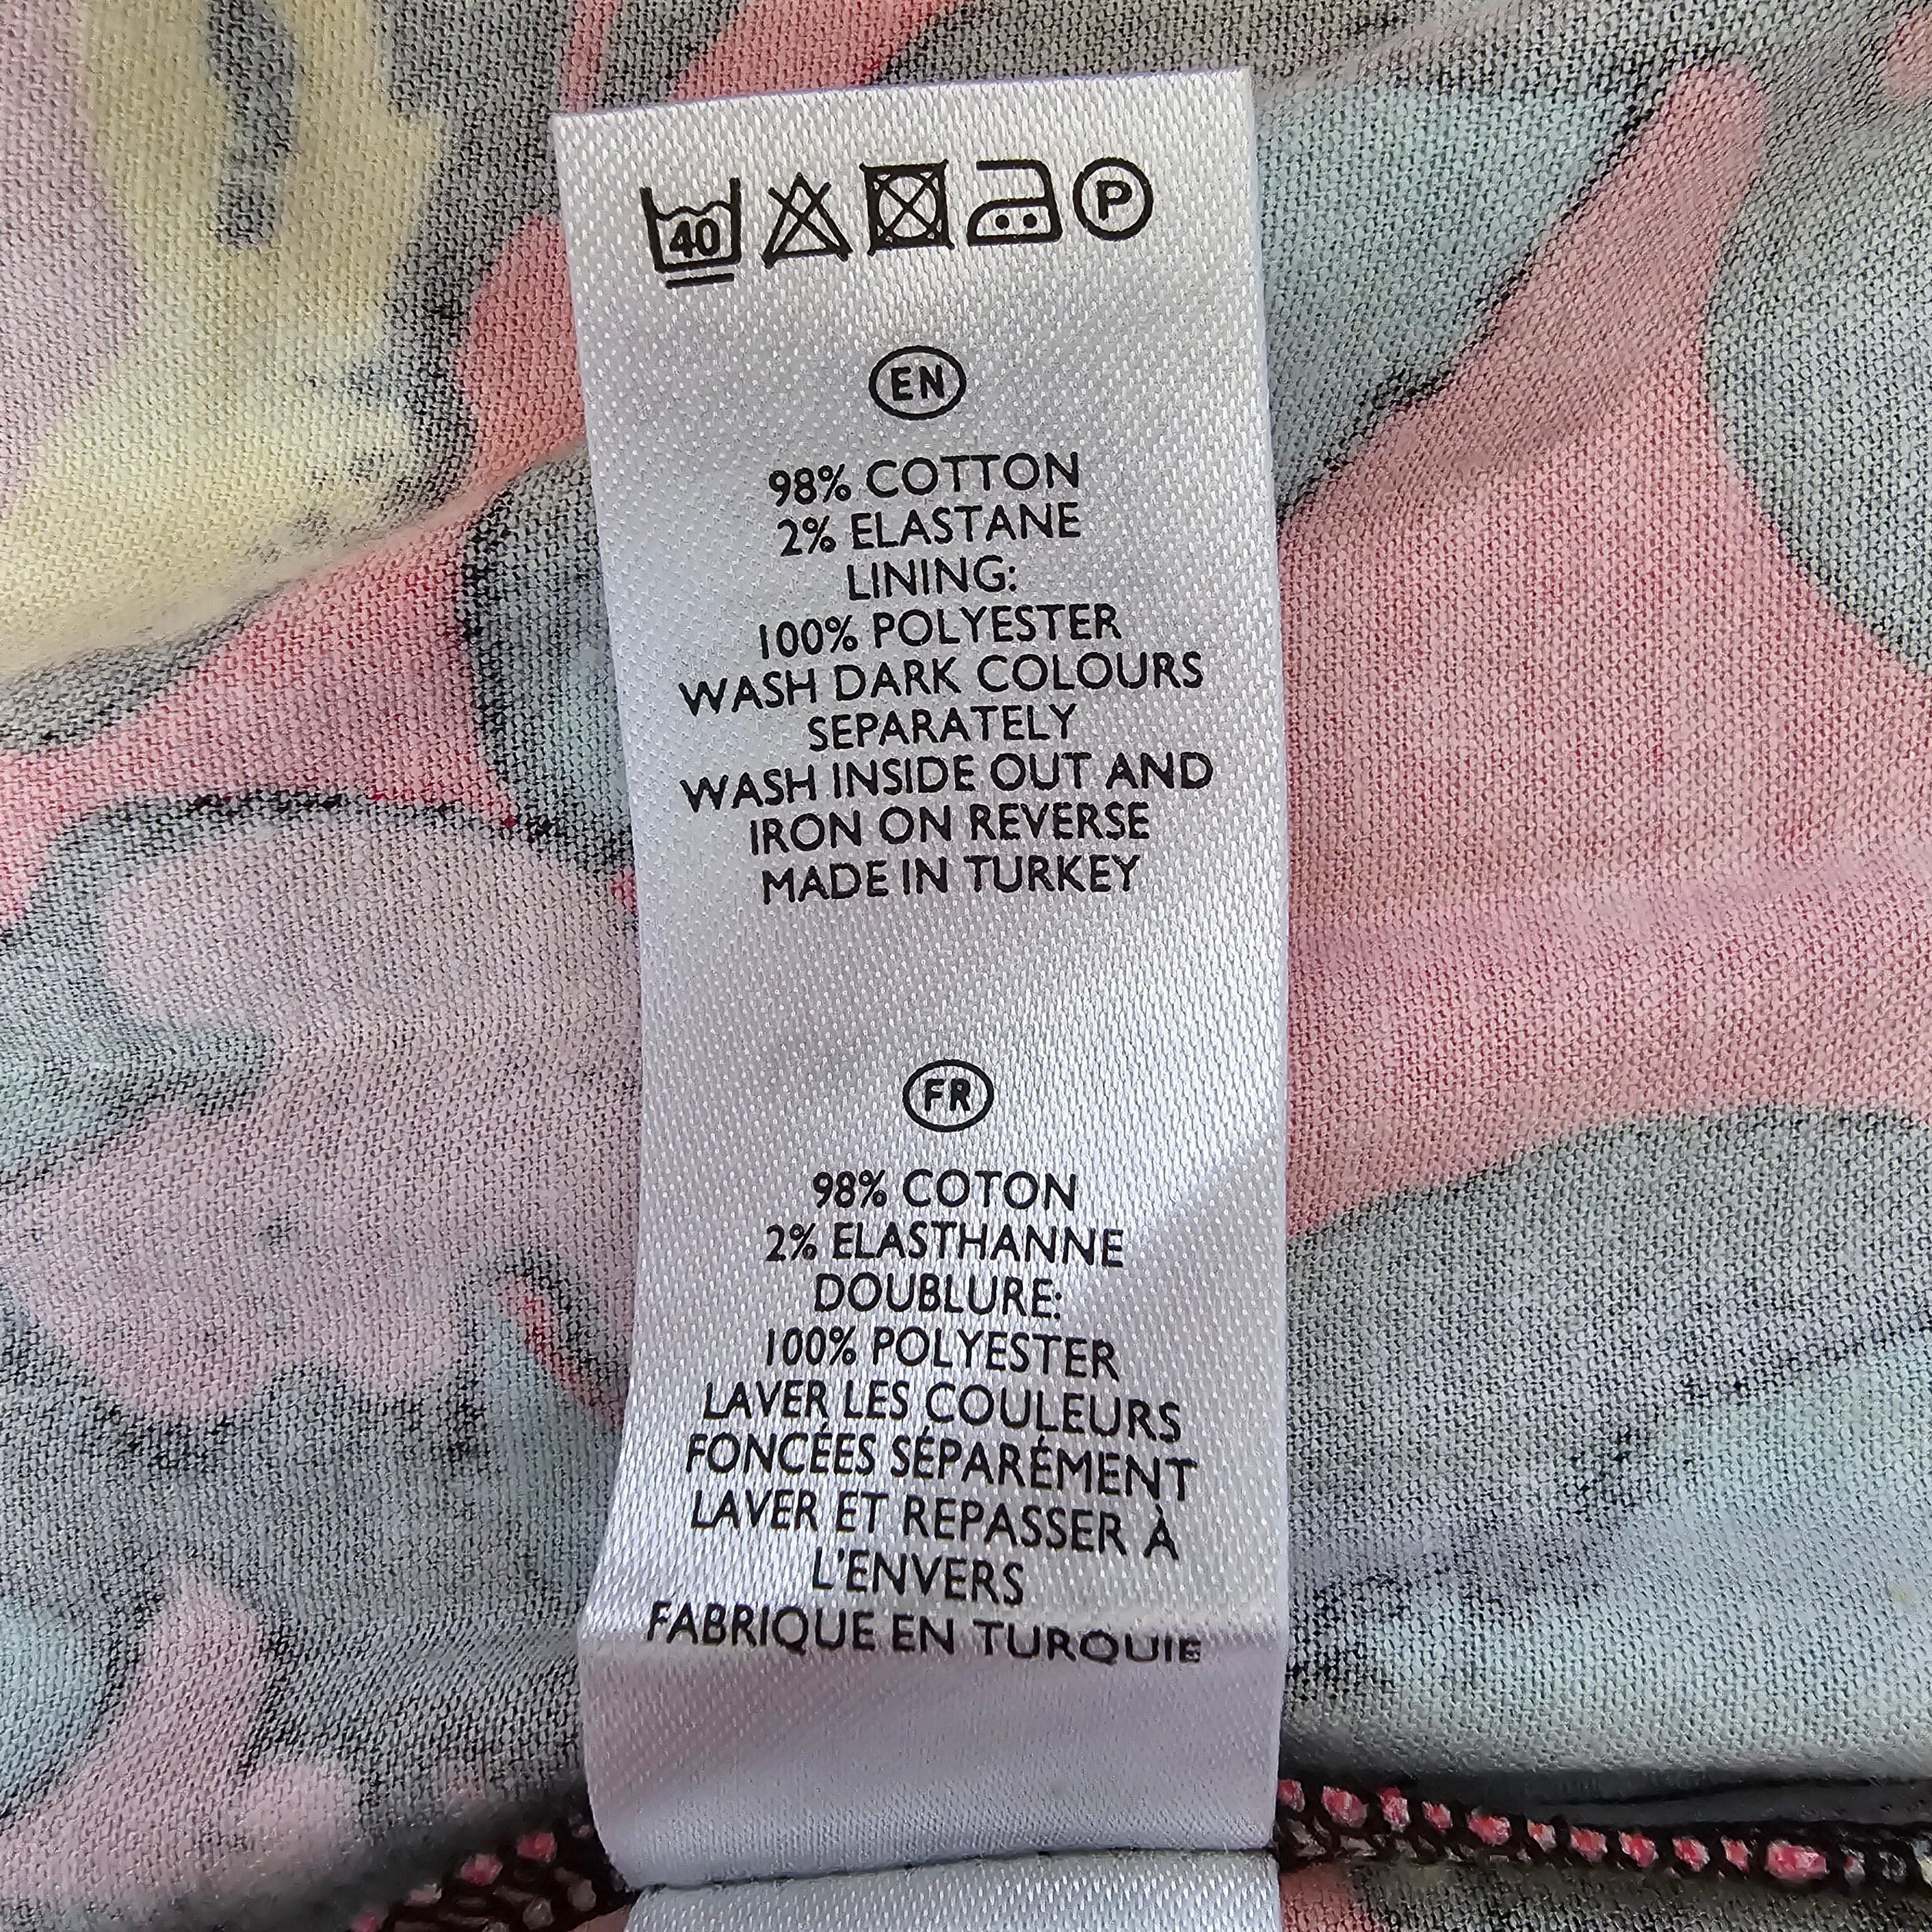 40 P
EN
98% COTTON
2% ELASTANE
LINING:
100% POLYESTER
WASH DARK COLOURS
SEPARATELY
WASH INSIDE OUT AND
IRON ON REVERSE
MADE IN TURKEY
FR
98% COTON
2% ELASTHANNE
DOUBLURE:
100% POLYESTER
LAVER LES COULEURS
FONCÉES SÉPARÉMENT
LAVER ET REPASSER À
L'ENVERS
FABRIQUE EN TURQUIE